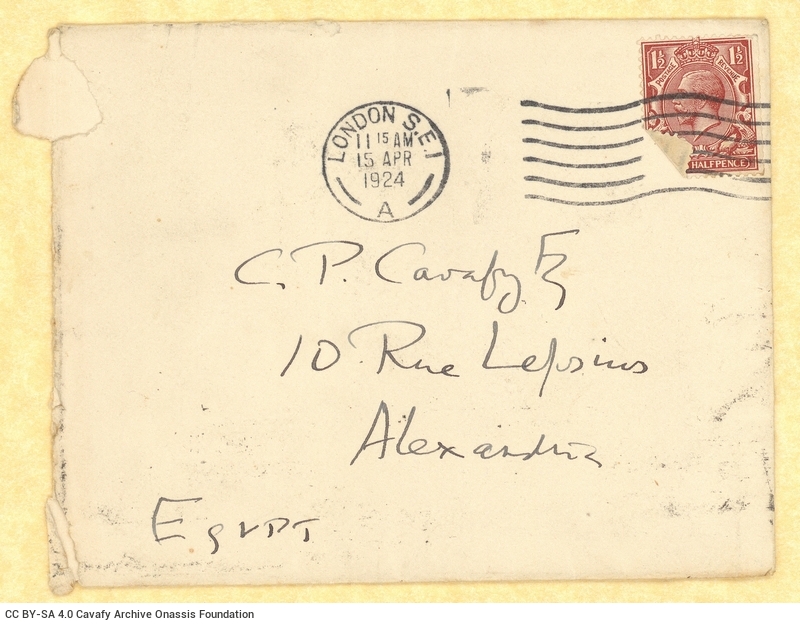 1½ 1½
POSTAGE REVENUE
HALFPENCE
LONDON S.E.1
11 15 AM
15 APR
1924
A
C. P. Cavafy Esq
10 Rue Lepsius
Alexandria
EGYPT
CC BY-SA 4.0 Cavafy Archive Onassis Foundation